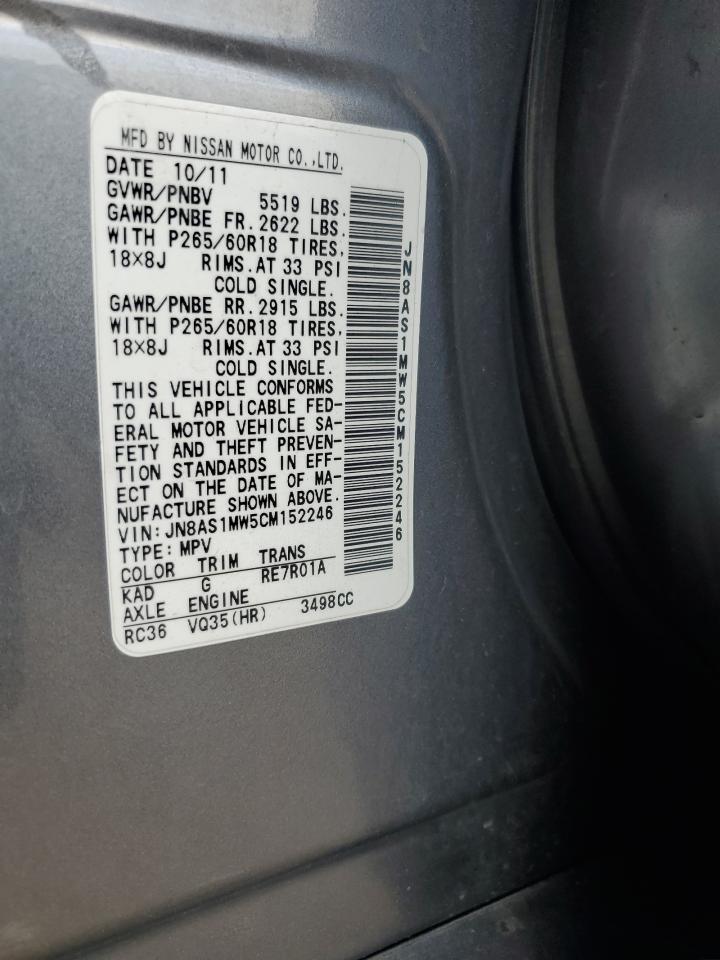 MFD BY NISSAN MOTOR CO.,LTD.
DATE 10/11
GVWR/PNBV 5519 LBS.
GAWR/PNBE FR. 2622 LBS.
WITH P265/60R18 TIRES,
18×8J RIMS. AT 33 PSI
COLD SINGLE.
GAWR/PNBE RR. 2915 LBS.
WITH P265/60R18 TIRES,
18×8J RIMS. AT 33 PSI
COLD SINGLE.
THIS VEHICLE CONFORMS
TO ALL APPLICABLE FED-
ERAL MOTOR VEHICLE SA-
FETY AND THEFT PREVEN-
TION STANDARDS IN EFF-
ECT ON THE DATE OF MA-
NUFACTURE SHOWN ABOVE.
VIN:JN8AS1MW5CM152246
TYPE:MPV
COLOR TRIM TRANS
KAD G RE7R01A
AXLE ENGINE
RC36 VQ35(HR) 3498CC
JN8AS1MW5CM152246